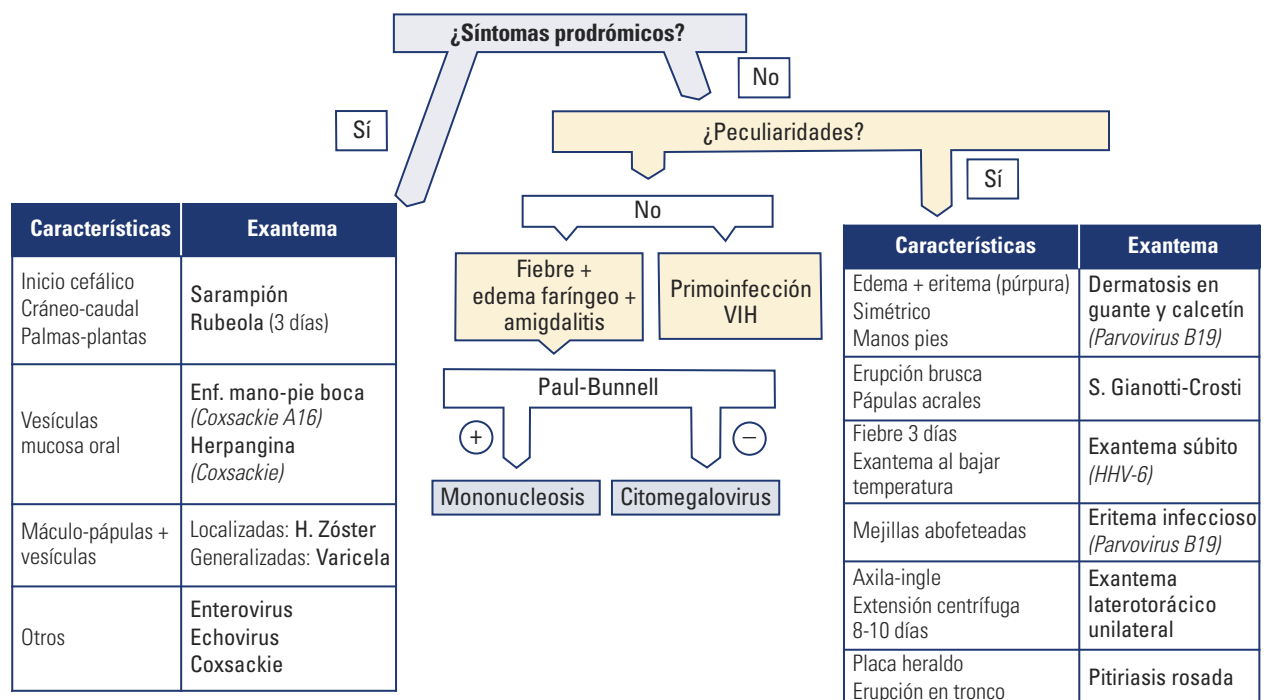 ¿Síntomas prodrómicos?
Sí
No
¿Peculiaridades?
No
Sí
Fiebre +
edema faríngeo +
amigdalitis
Primoinfección
VIH
Paul-Bunnell
+
−
Mononucleosis
Citomegalovirus
Características
Exantema
Inicio cefálico
Cráneo-caudal
Palmas-plantas
Sarampión
Rubeola (3 días)
Vesículas
mucosa oral
Enf. mano-pie boca
(Coxsackie A16)
Herpangina
(Coxsackie)
Máculo-pápulas +
vesículas
Localizadas: H. Zóster
Generalizadas: Varicela
Otros
Enterovirus
Echovirus
Coxsackie
Características
Exantema
Edema + eritema (púrpura)
Simétrico
Manos pies
Dermatosis en
guante y calcetín
(Parvovirus B19)
Erupción brusca
Pápulas acrales
S. Gianotti-Crosti
Fiebre 3 días
Exantema al bajar
temperatura
Exantema súbito
(HHV-6)
Mejillas abofeteadas
Eritema infeccioso
(Parvovirus B19)
Axila-ingle
Extensión centrífuga
8-10 días
Exantema
laterotorácico
unilateral
Placa heraldo
Erupción en tronco
Pitiriasis rosada